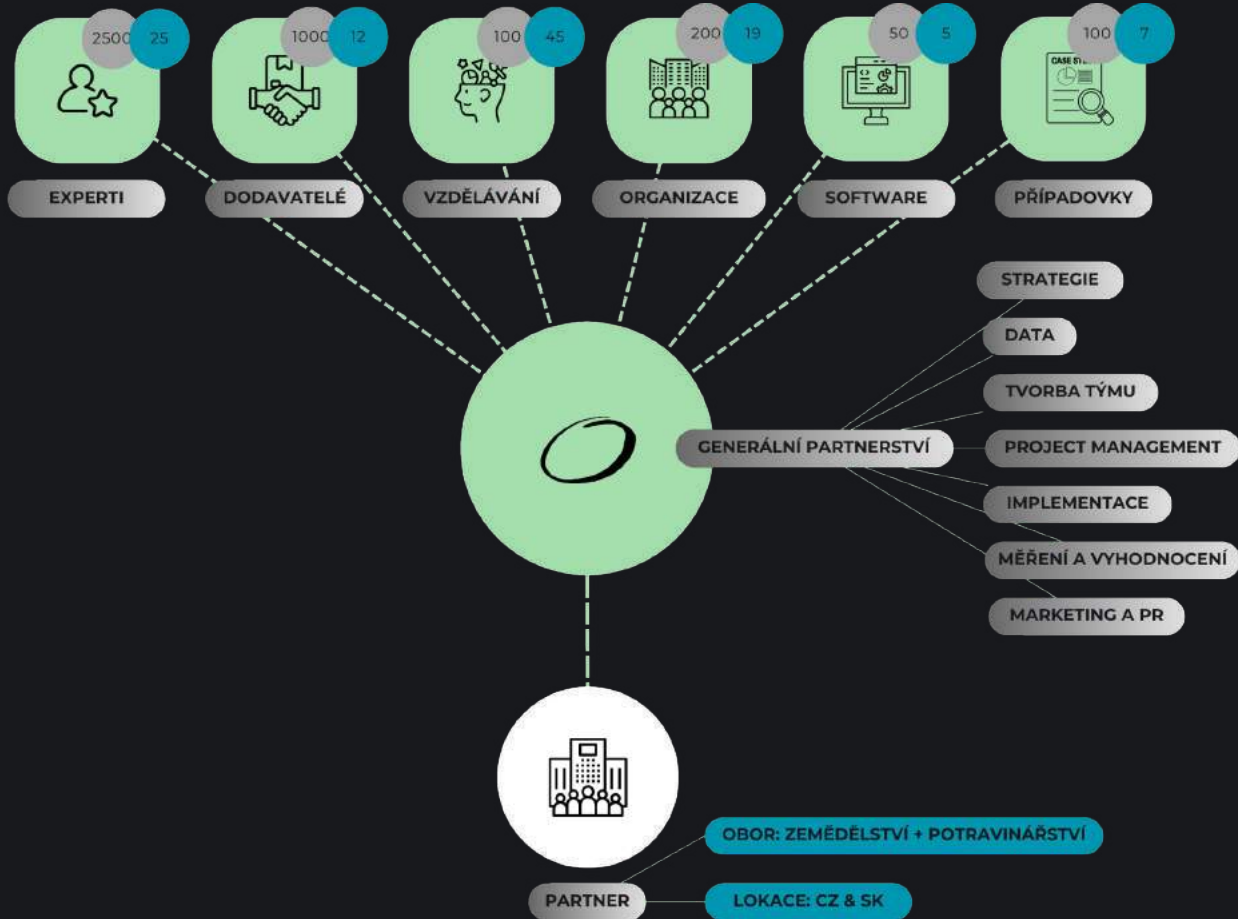 2500 25
1000 12
100 45
200 19
50 5
100 7
CASE ST
EXPERTI
DODAVATELÉ
VZDĚLÁVÁNÍ
ORGANIZACE
SOFTWARE
PŘÍPADOVKY
STRATEGIE
DATA
TVORBA TÝMU
GENERÁLNÍ PARTNERSTVÍ
PROJECT MANAGEMENT
IMPLEMENTACE
MĚŘENÍ A VYHODNOCENÍ
MARKETING A PR
OBOR: ZEMĚDĚLSTVÍ + POTRAVINÁŘSTVÍ
PARTNER
LOKACE: CZ & SK